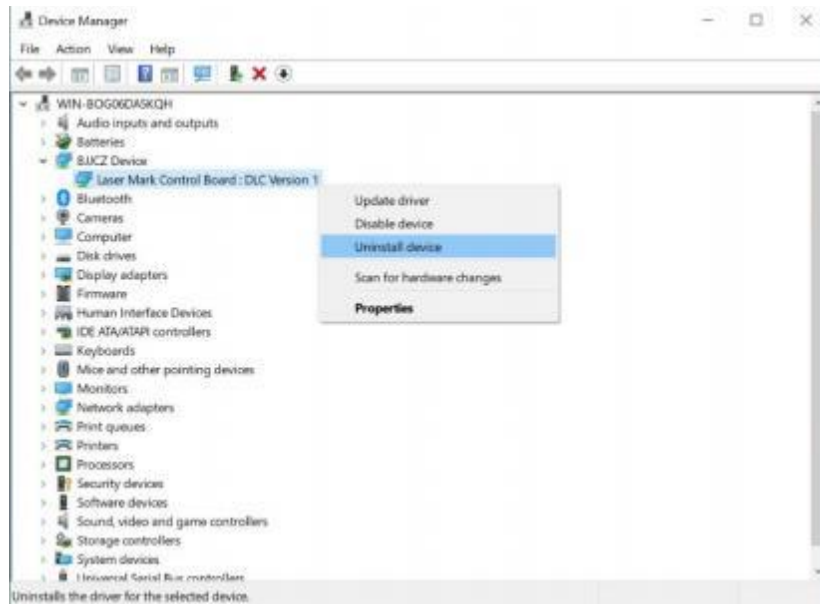 Device Manager
File Action View Help
WIN-BOG06DASKQH
Audio inputs and outputs
Batteries
BJJCZ Device
Laser Mark Control Board : DLC Version 1
Bluetooth
Cameras
Computer
Disk drives
Display adapters
Firmware
Human Interface Devices
IDE ATA/ATAPI controllers
Keyboards
Mice and other pointing devices
Monitors
Network adapters
Print queues
Printers
Processors
Security devices
Software devices
Sound, video and game controllers
Storage controllers
System devices
Universal Serial Bus controllers
Update driver
Disable device
Uninstall device
Scan for hardware changes
Properties
Uninstalls the driver for the selected device.